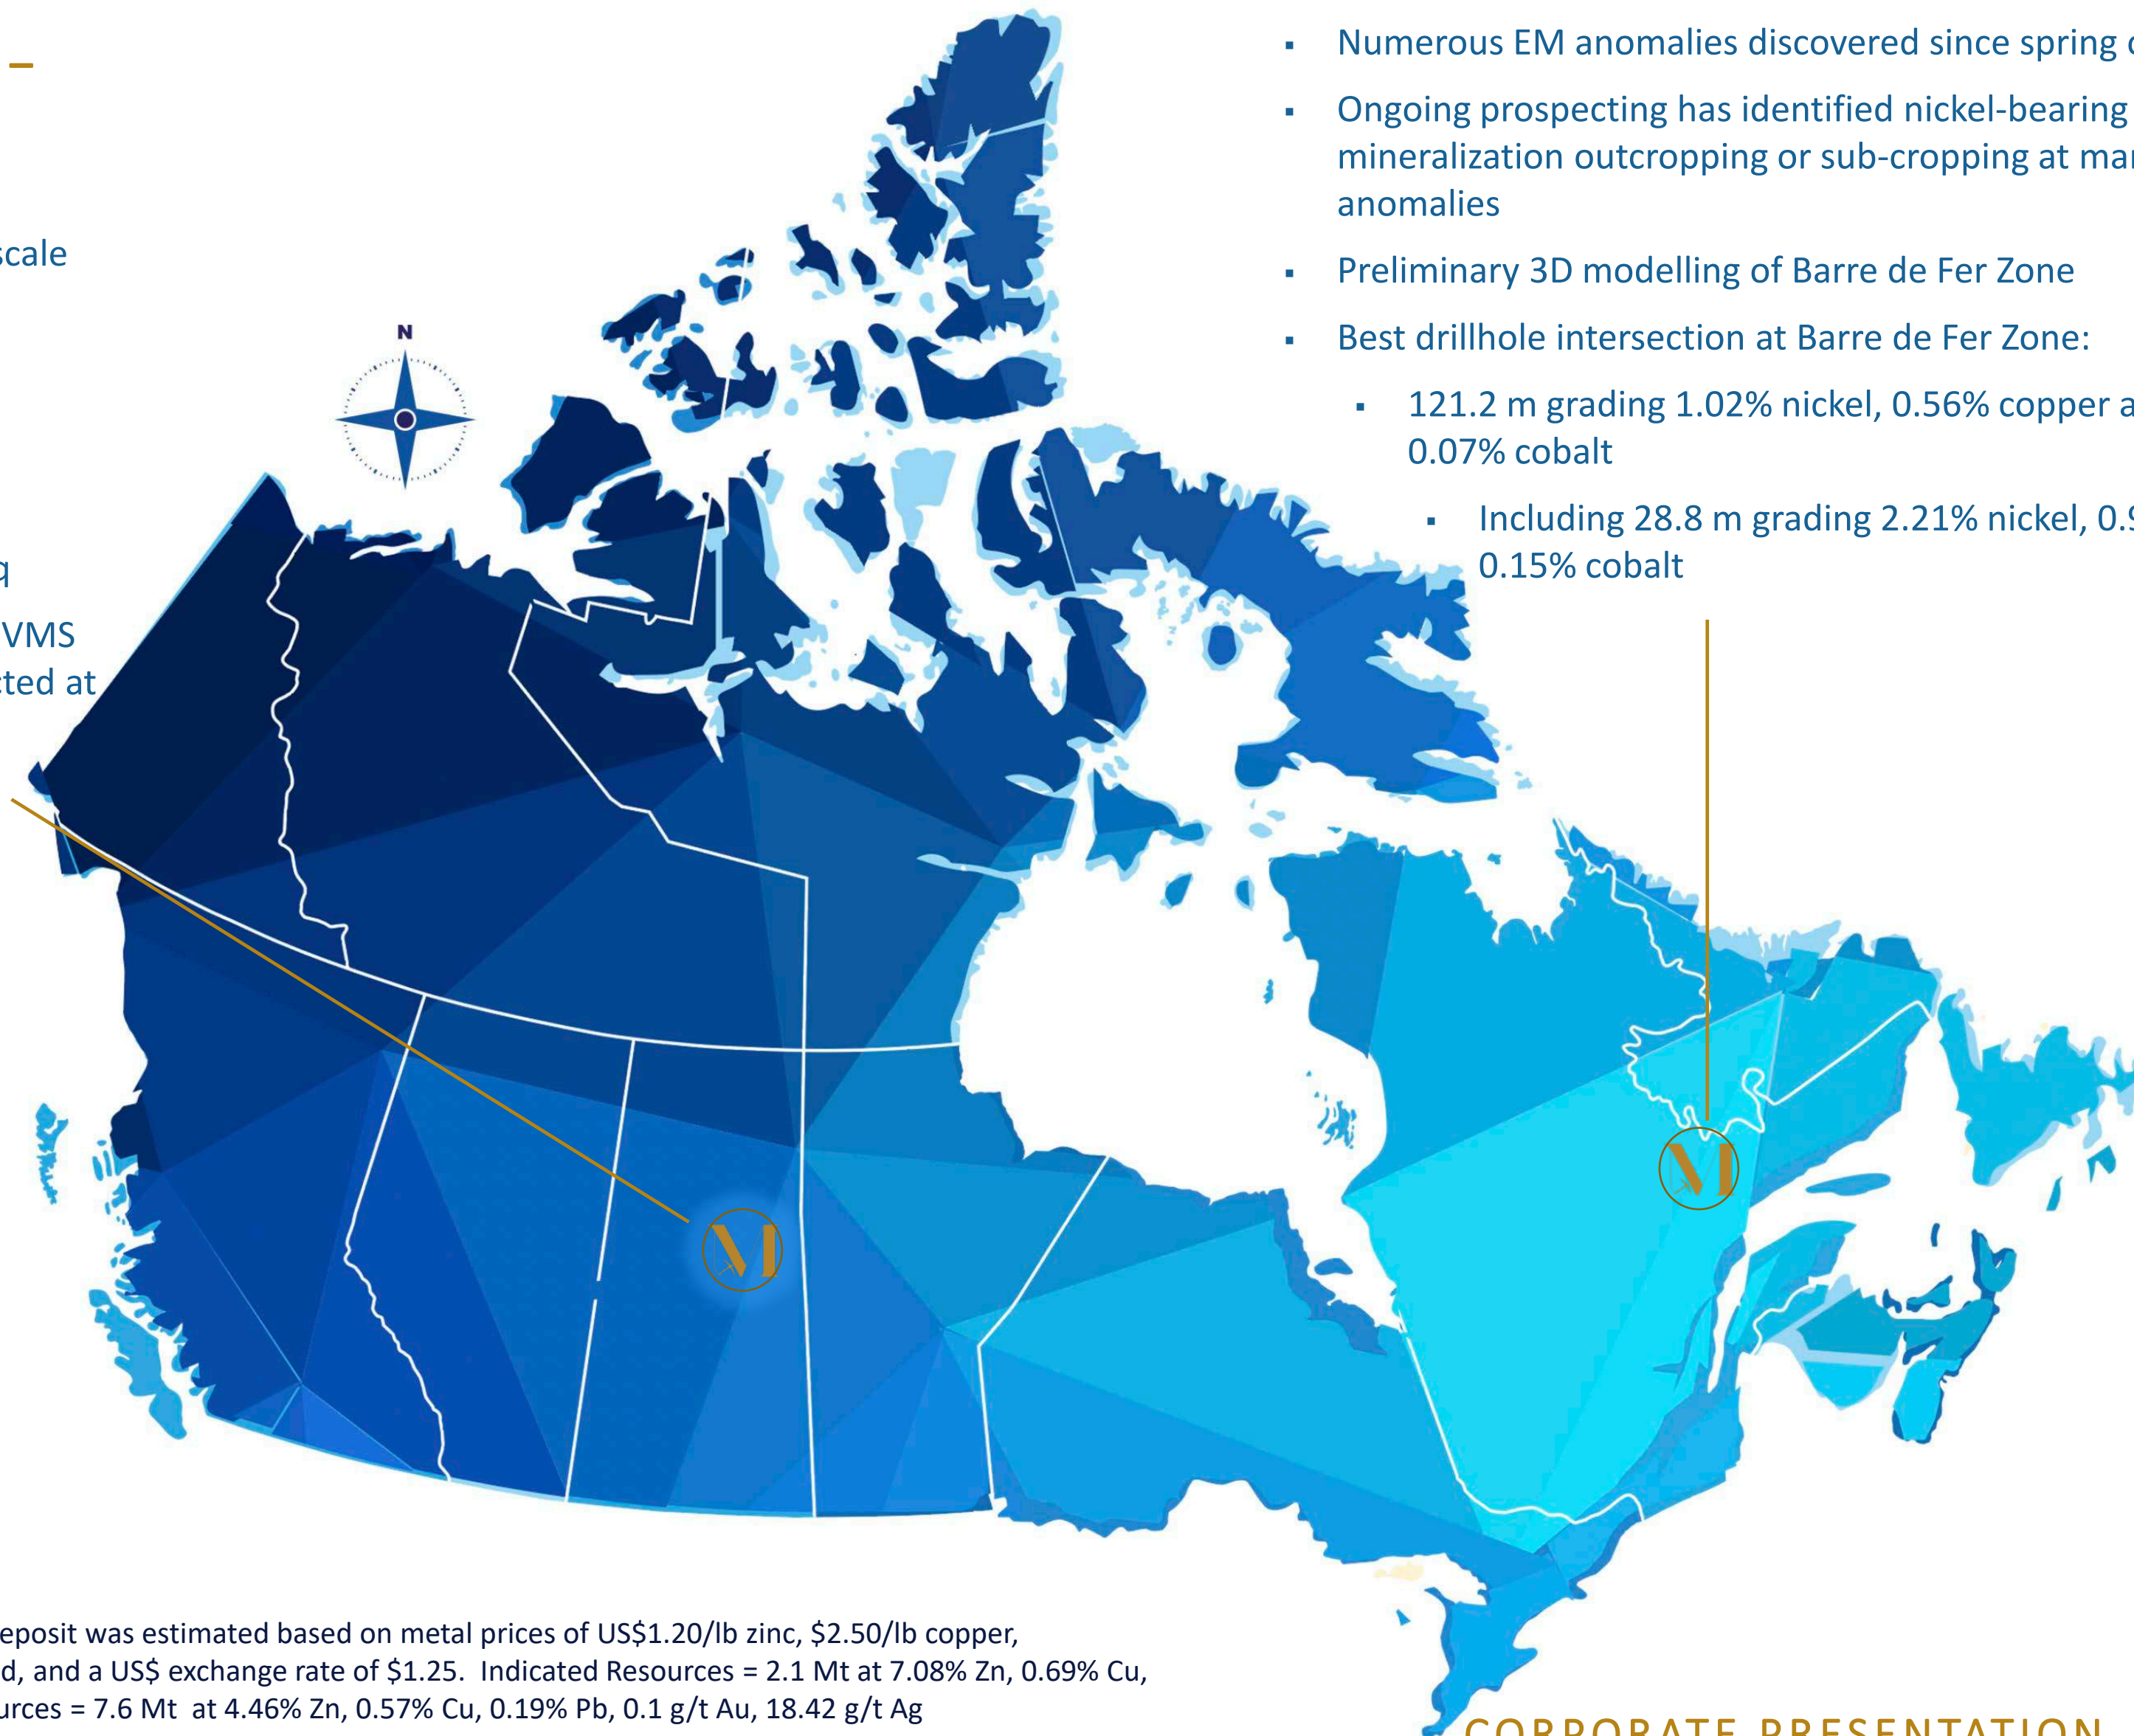 –
scale
VMS
at
N
▪ Numerous EM anomalies discovered since spring
▪ Ongoing prospecting has identified nickel-bearing
mineralization outcropping or sub-cropping at
anomalies
▪ Preliminary 3D modelling of Barre de Fer Zone
▪ Best drillhole intersection at Barre de Fer Zone:
▪ 121.2 m grading 1.02% nickel, 0.56% copper
0.07% cobalt
▪ Including 28.8 m grading 2.21% nickel,
0.15% cobalt
eposit was estimated based on metal prices of US$1.20/lb zinc, $2.50/lb copper,
d, and a US$ exchange rate of $1.25. Indicated Resources = 2.1 Mt at 7.08% Zn, 0.69% Cu,
urces = 7.6 Mt at 4.46% Zn, 0.57% Cu, 0.19% Pb, 0.1 g/t Au, 18.42 g/t Ag
CORPORATE PRESENTATION